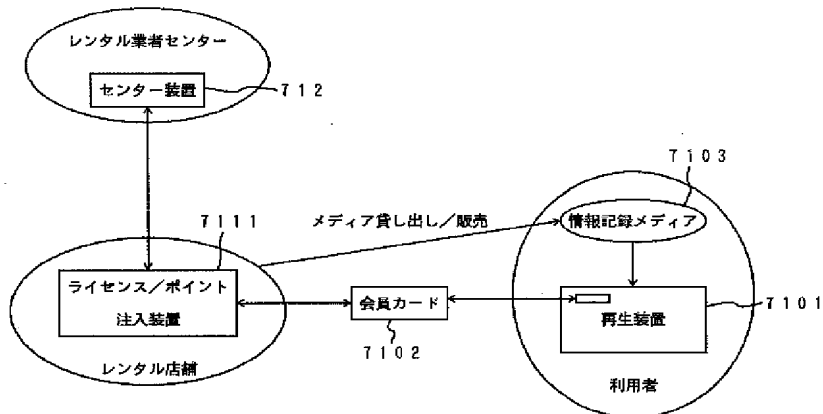 レンタル業者センター
センター装置
712
7103
情報記録メディア
メディア貸し出し／販売
7111
ライセンス／ポイント
注入装置
会員カード
7102
再生装置
7101
レンタル店舗
利用者